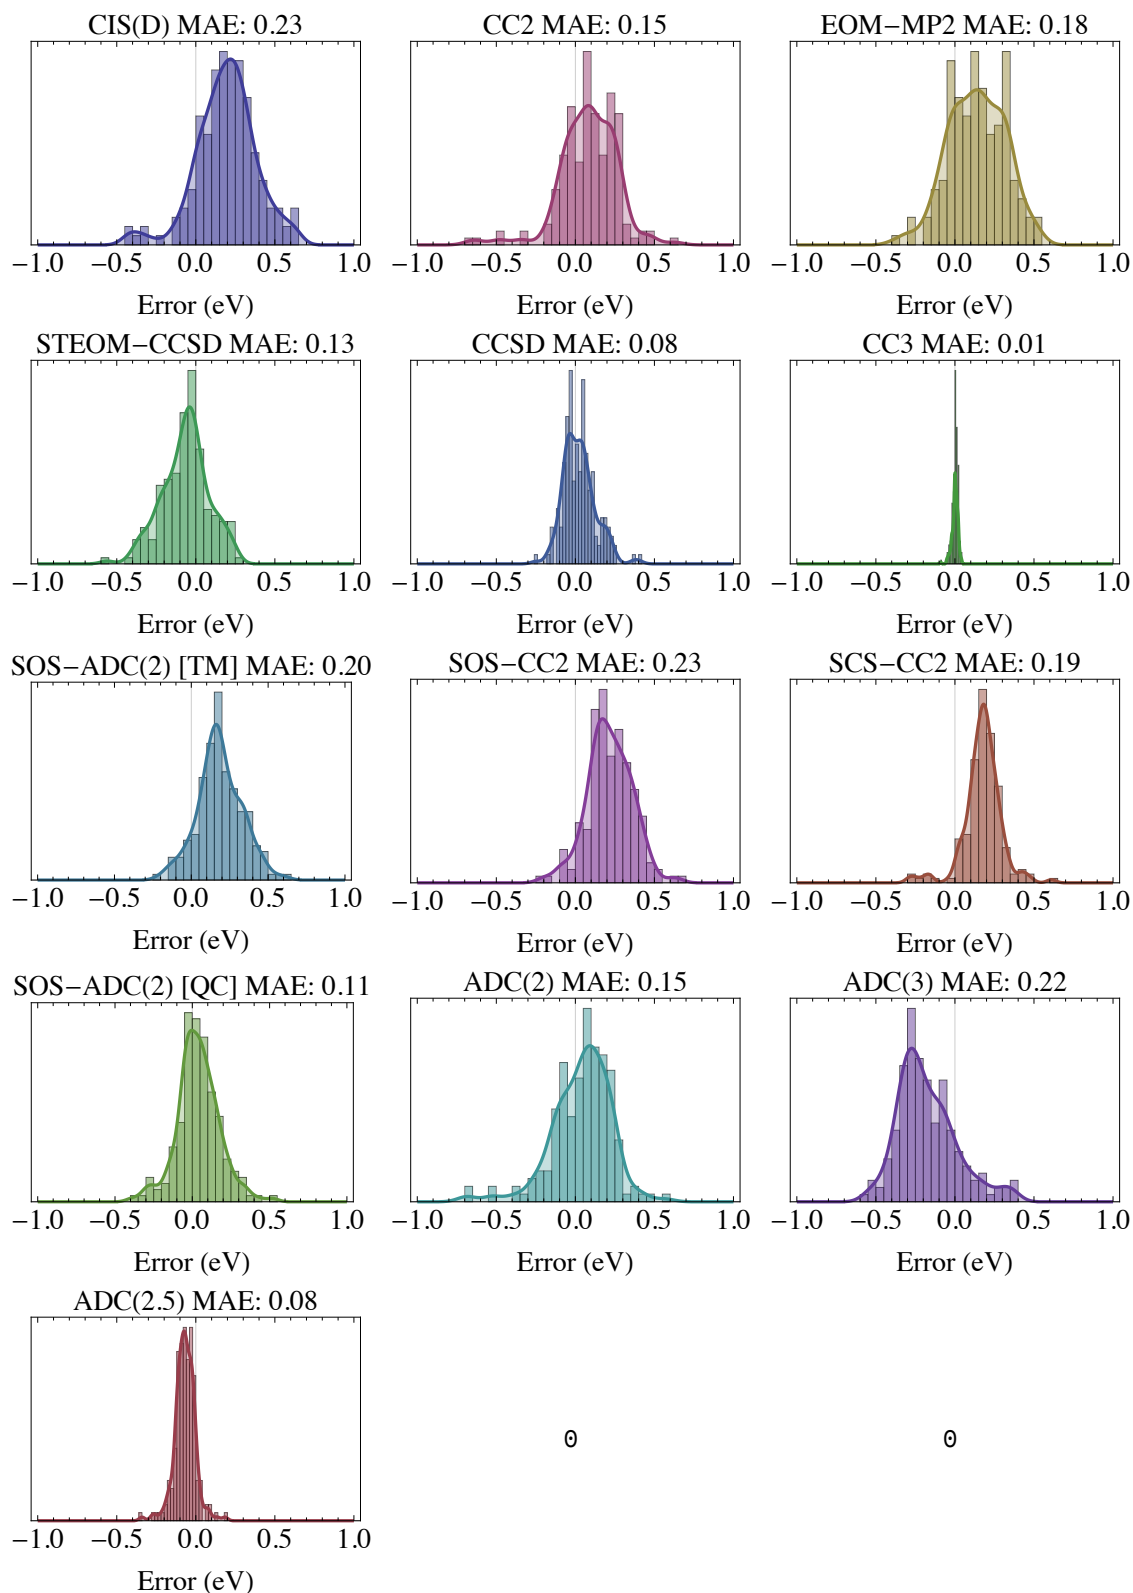 CIS(D) MAE: 0.23
CC2 MAE: 0.15
EOM−MP2 MAE: 0.18
−1.0 −0.5 0.0 0.5 1.0
−1.0 −0.5 0.0 0.5 1.0
−1.0 −0.5 0.0 0.5 1.0
Error (eV)
Error (eV)
Error (eV)
STEOM−CCSD MAE: 0.13
CCSD MAE: 0.08
CC3 MAE: 0.01
−1.0 −0.5 0.0 0.5 1.0
−1.0 −0.5 0.0 0.5 1.0
−1.0 −0.5 0.0 0.5 1.0
Error (eV)
Error (eV)
Error (eV)
SOS−ADC(2) [TM] MAE: 0.20
SOS−CC2 MAE: 0.23
SCS−CC2 MAE: 0.19
−1.0 −0.5 0.0 0.5 1.0
−1.0 −0.5 0.0 0.5 1.0
−1.0 −0.5 0.0 0.5 1.0
Error (eV)
Error (eV)
Error (eV)
SOS−ADC(2) [QC] MAE: 0.11
ADC(2) MAE: 0.15
ADC(3) MAE: 0.22
−1.0 −0.5 0.0 0.5 1.0
−1.0 −0.5 0.0 0.5 1.0
−1.0 −0.5 0.0 0.5 1.0
Error (eV)
Error (eV)
Error (eV)
ADC(2.5) MAE: 0.08
0
0
−1.0 −0.5 0.0 0.5 1.0
Error (eV)